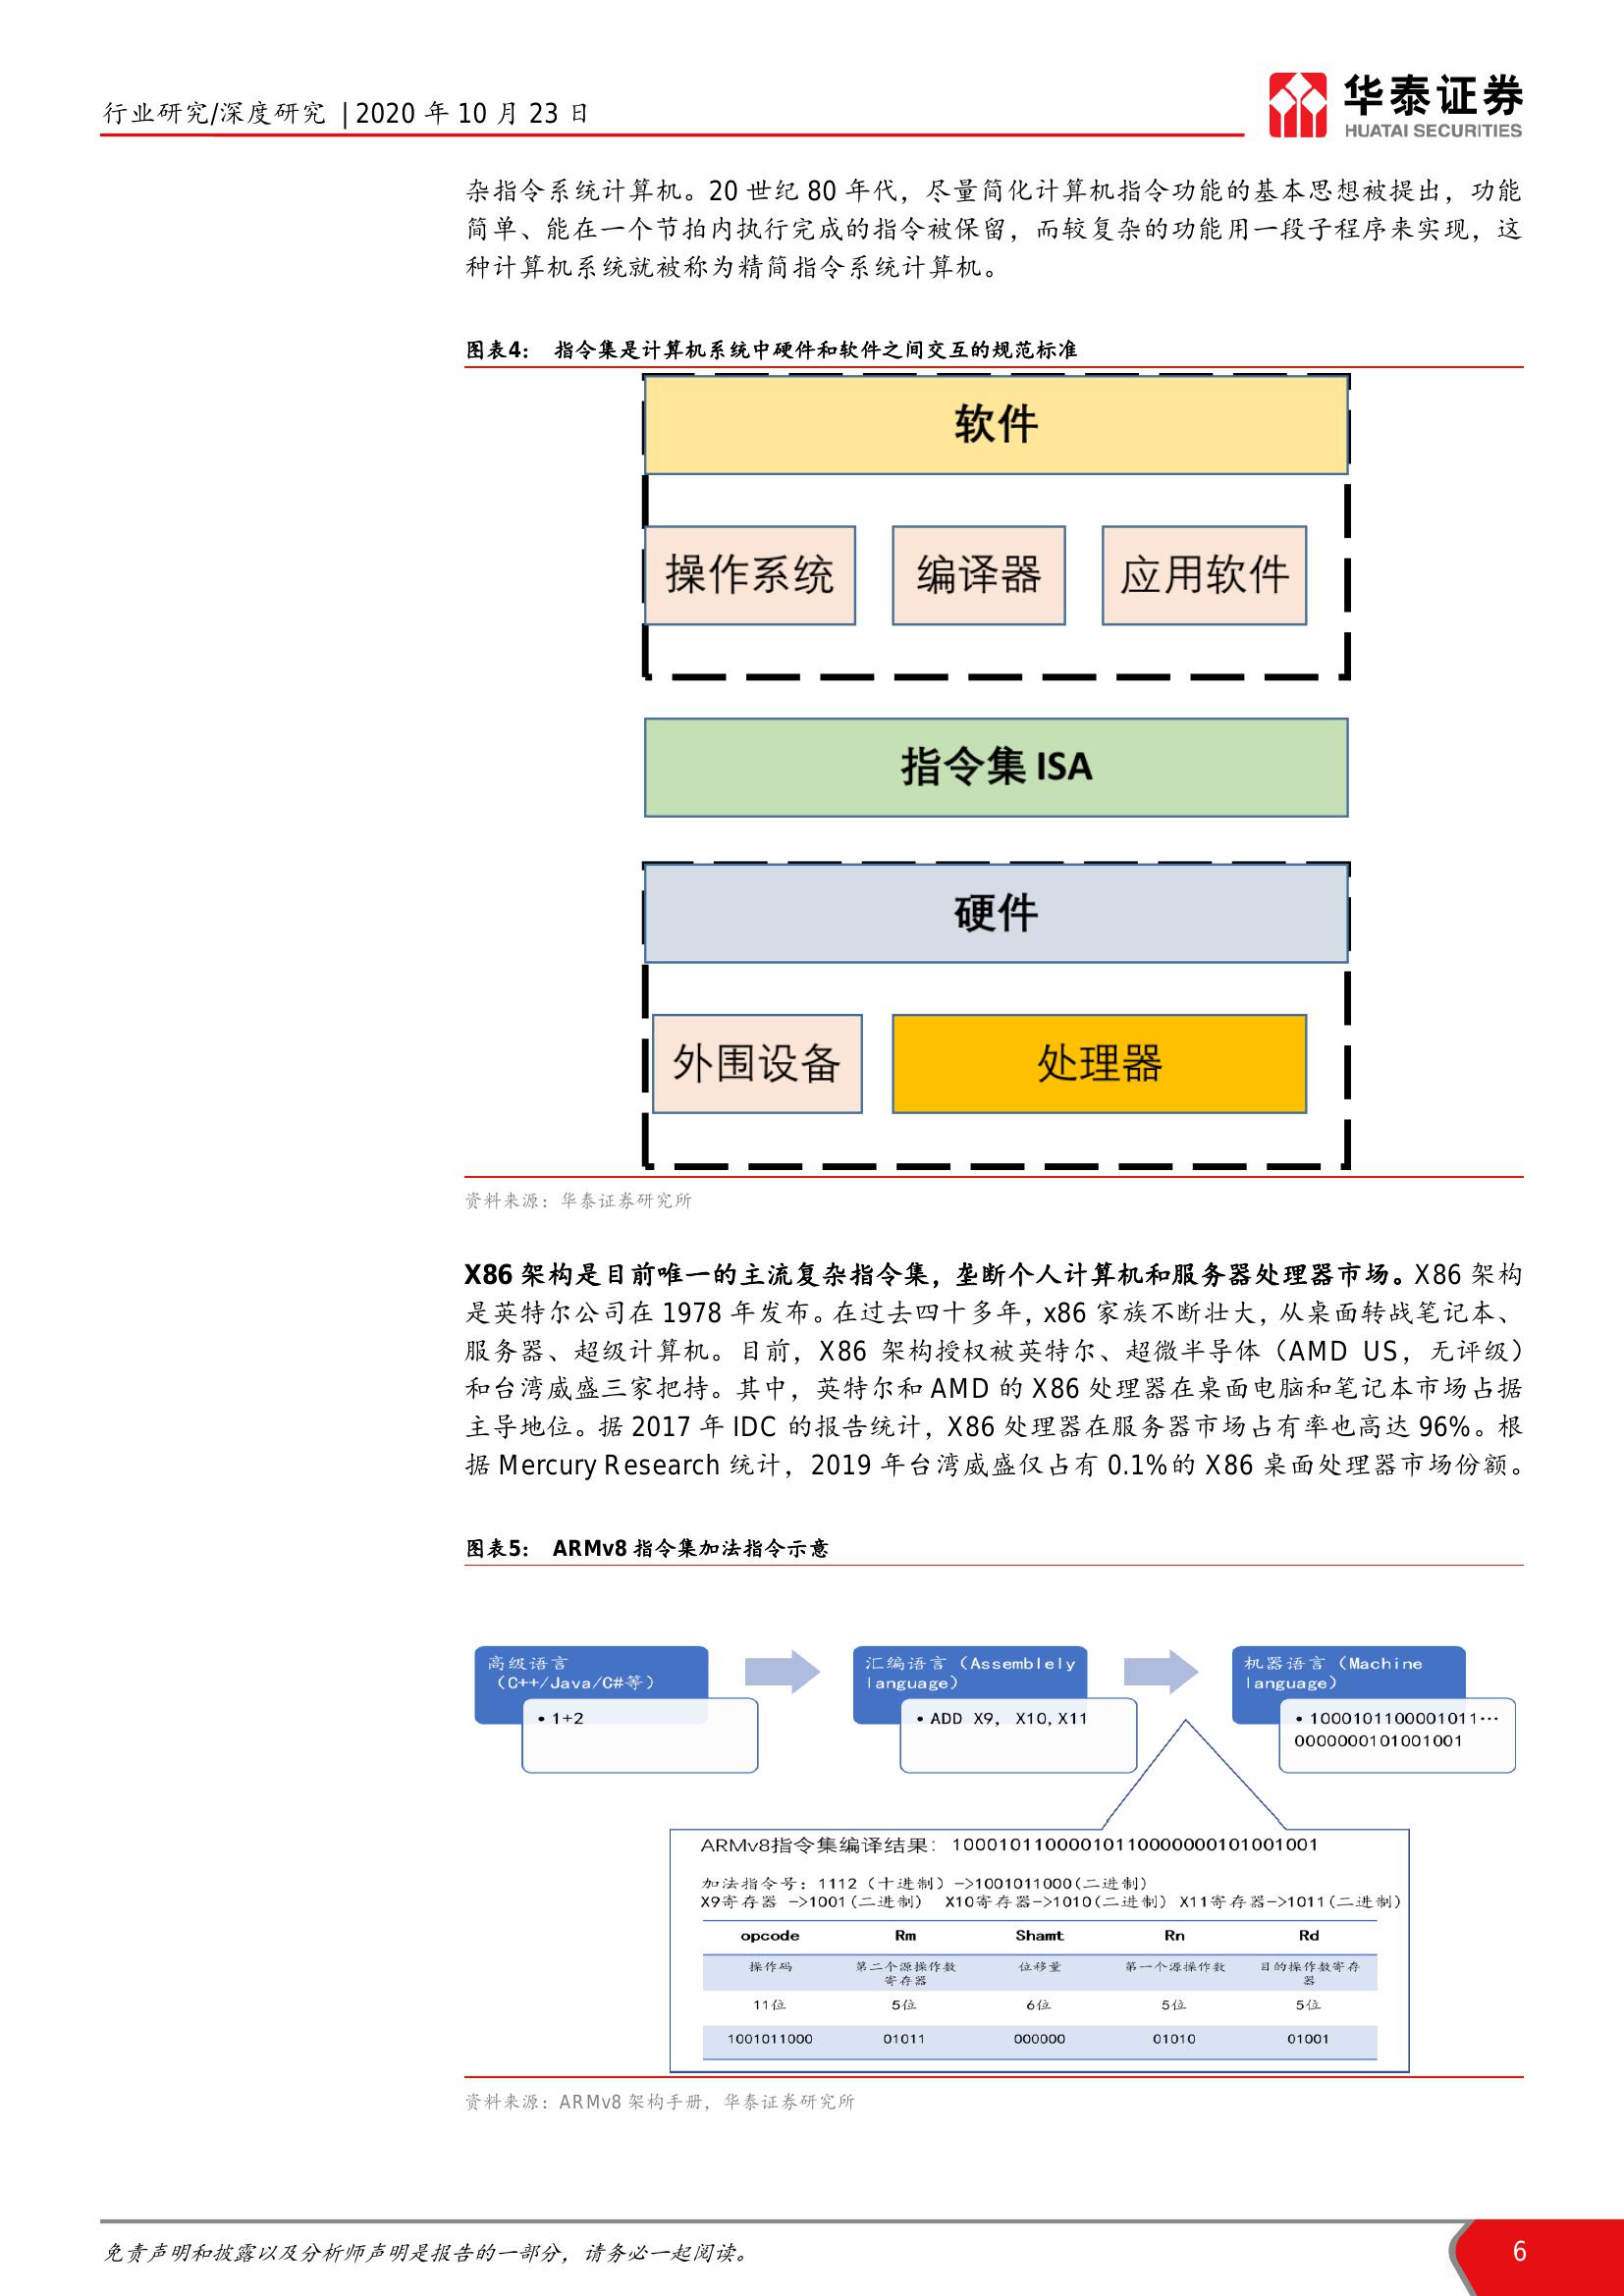 行业研究/深度研究 | 2020 年 10 月 23 日
华泰证券
HUATAI SECURITIES
杂指令系统计算机。20 世纪 80 年代，尽量简化计算机指令功能的基本思想被提出，功能
简单、能在一个节拍内执行完成的指令被保留，而较复杂的功能用一段子程序来实现，这
种计算机系统就被称为精简指令系统计算机。
图表4： 指令集是计算机系统中硬件和软件之间交互的规范标准
软件
操作系统 编译器 应用软件
指令集 ISA
硬件
外围设备 处理器
资料来源：华泰证券研究所
X86 架构是目前唯一的主流复杂指令集，垄断个人计算机和服务器处理器市场。X86 架构
是英特尔公司在 1978 年发布。在过去四十多年，x86 家族不断壮大，从桌面转战笔记本、
服务器、超级计算机。目前，X86 架构授权被英特尔、超微半导体（AMD US，无评级）
和台湾威盛三家把持。其中，英特尔和 AMD 的 X86 处理器在桌面电脑和笔记本市场占据
主导地位。据 2017 年 IDC 的报告统计，X86 处理器在服务器市场占有率也高达 96%。根
据 Mercury Research 统计，2019 年台湾威盛仅占有 0.1%的 X86 桌面处理器市场份额。
图表5： ARMv8 指令集加法指令示意
高级语言
（C++/Java/C#等）
• 1+2
汇编语言（Assemblely
language）
• ADD X9, X10, X11
机器语言（Machine
language）
• 1000101100001011…
0000000101001001
ARMv8指令集编译结果：10001011000010110000000101001001
加法指令号：1112（十进制）->1001011000(二进制)
X9寄存器 ->1001(二进制) X10寄存器->1010(二进制) X11寄存器->1011(二进制)
opcode Rm Shamt Rn Rd
操作码 第二个源操作数 位移量 第一个源操作数 目的操作数寄存
寄存器 器
11位 5位 6位 5位 5位
1001011000 01011 000000 01010 01001
资料来源：ARMv8 架构手册，华泰证券研究所
免责声明和披露以及分析师声明是报告的一部分，请务必一起阅读。
6